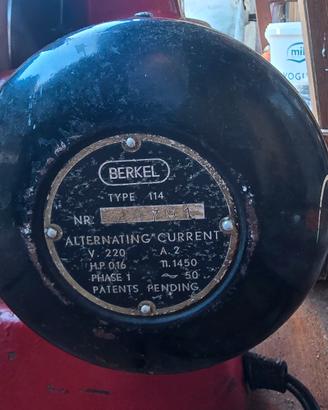 BERKEL
TYPE 114
NR.
ALTERNATING CURRENT
V. 220 A. 2
H.P. 0.16 n. 1450
PHASE 1 ~ 50
PATENTS PENDING